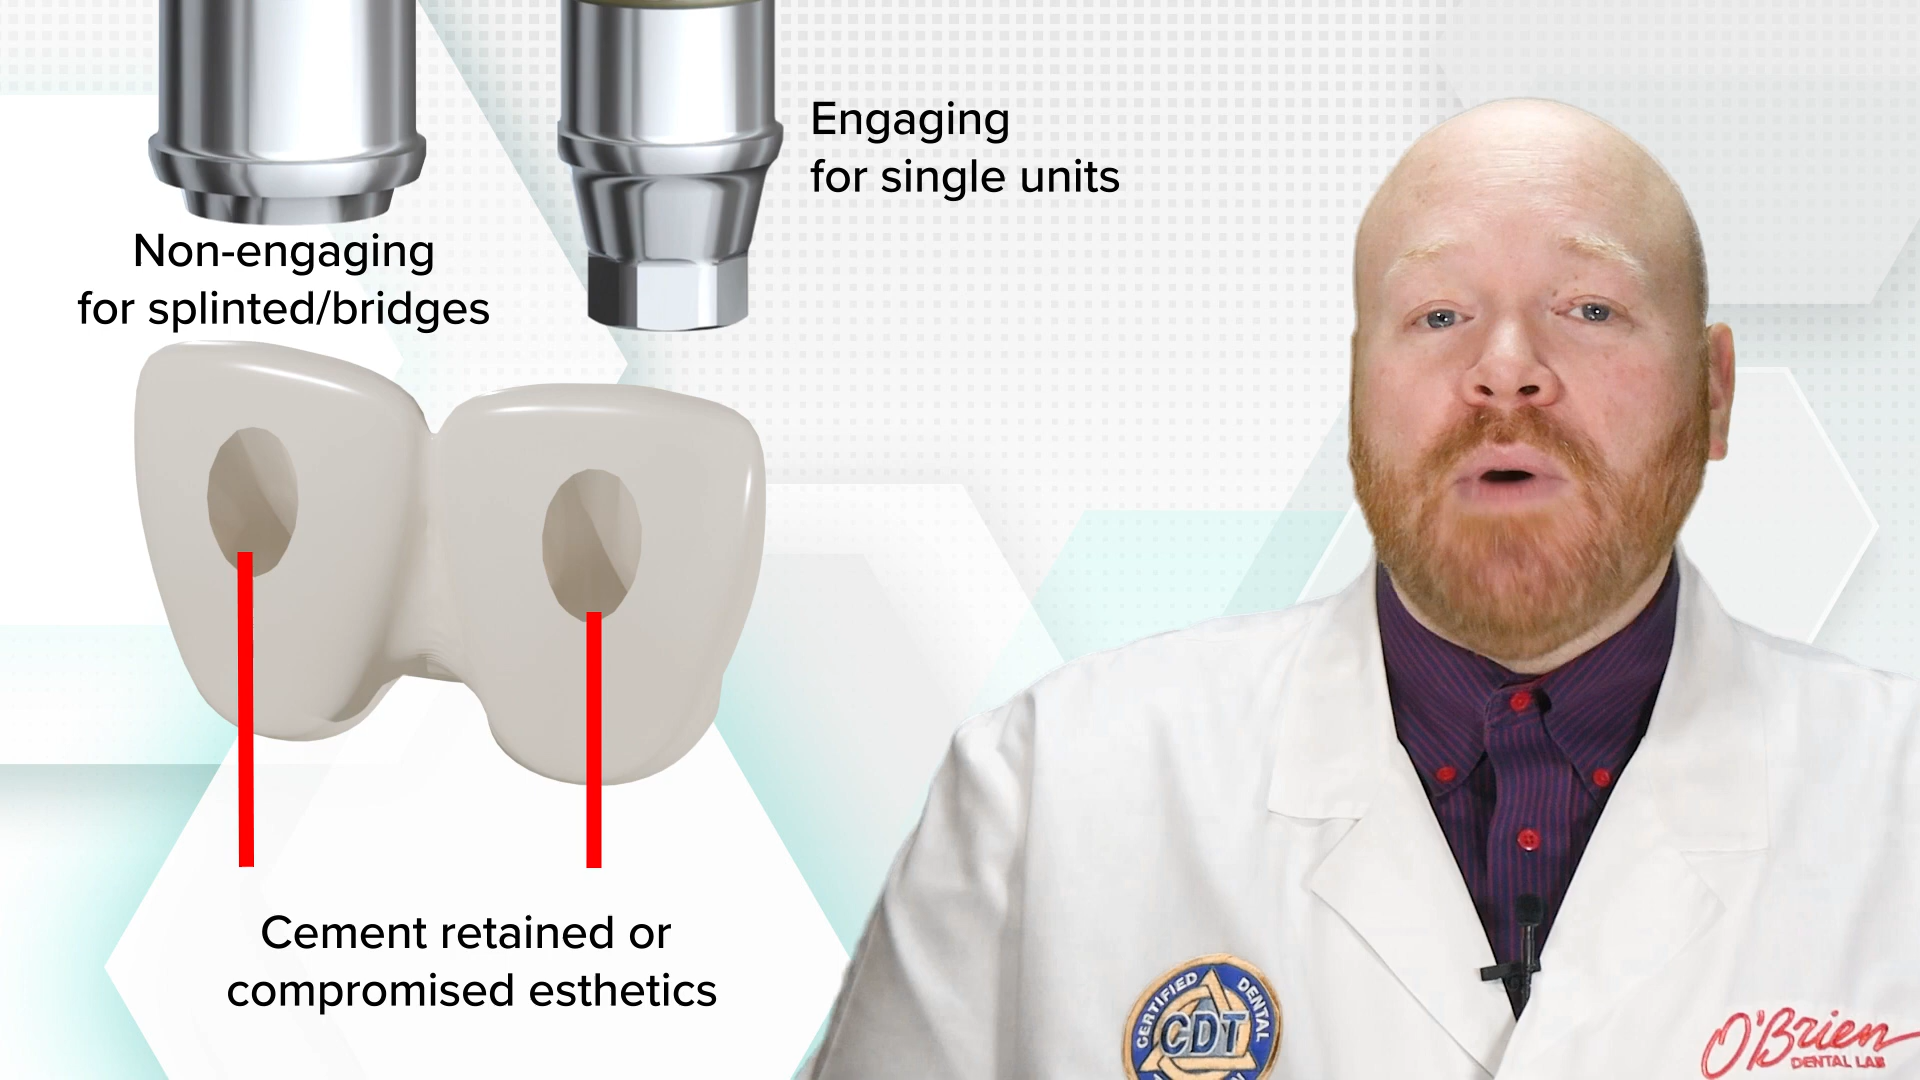 Engaging
for single units
Non-engaging
for splinted/bridges
Cement retained or
compromised esthetics
CERTIFIED DENTAL
CDT
O'Brien
DENTAL LAB